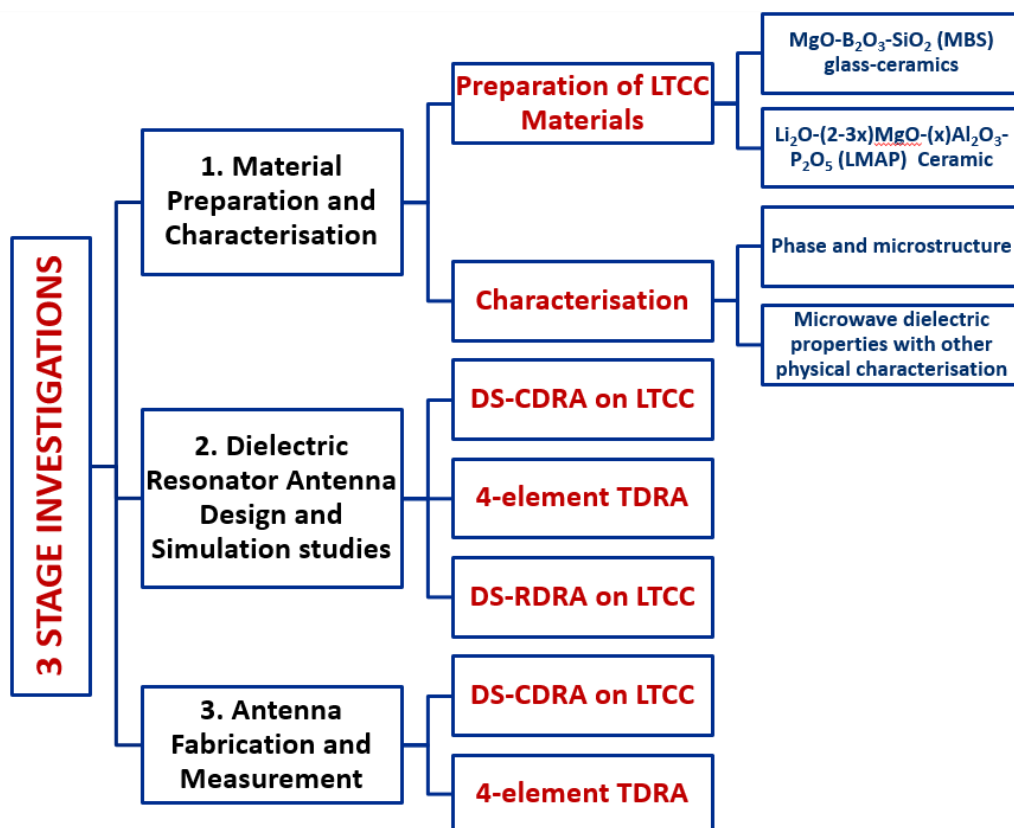 3 STAGE INVESTIGATIONS
1. Material
Preparation and
Characterisation
Preparation of LTCC
Materials
MgO-B₂O₃-SiO₂ (MBS)
glass-ceramics
Li₂O-(2-3x)MgO-(x)Al₂O₃-
P₂O₅ (LMAP) Ceramic
Characterisation
Phase and microstructure
Microwave dielectric
properties with other
physical characterisation
2. Dielectric
Resonator Antenna
Design and
Simulation studies
DS-CDRA on LTCC
4-element TDRA
DS-RDRA on LTCC
3. Antenna
Fabrication and
Measurement
DS-CDRA on LTCC
4-element TDRA